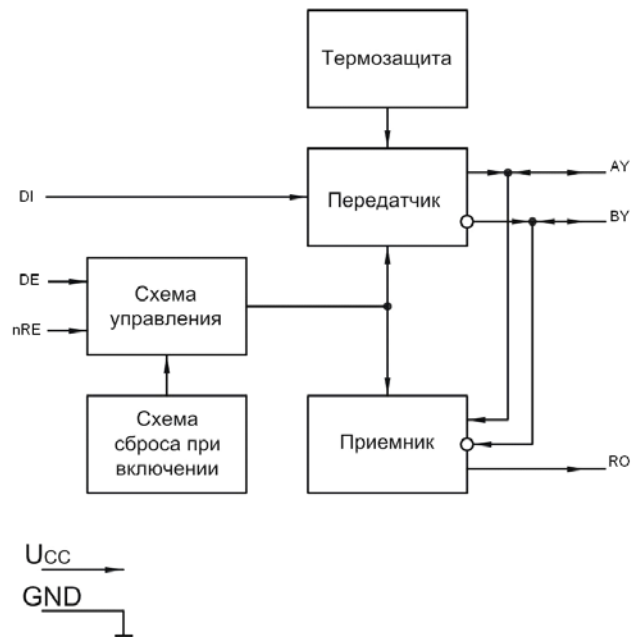 Термозащита
AY
DI
Передатчик
BY
DE
Схема
управления
nRE
Схема
сброса при
включении
Приемник
RO
Ucc
GND